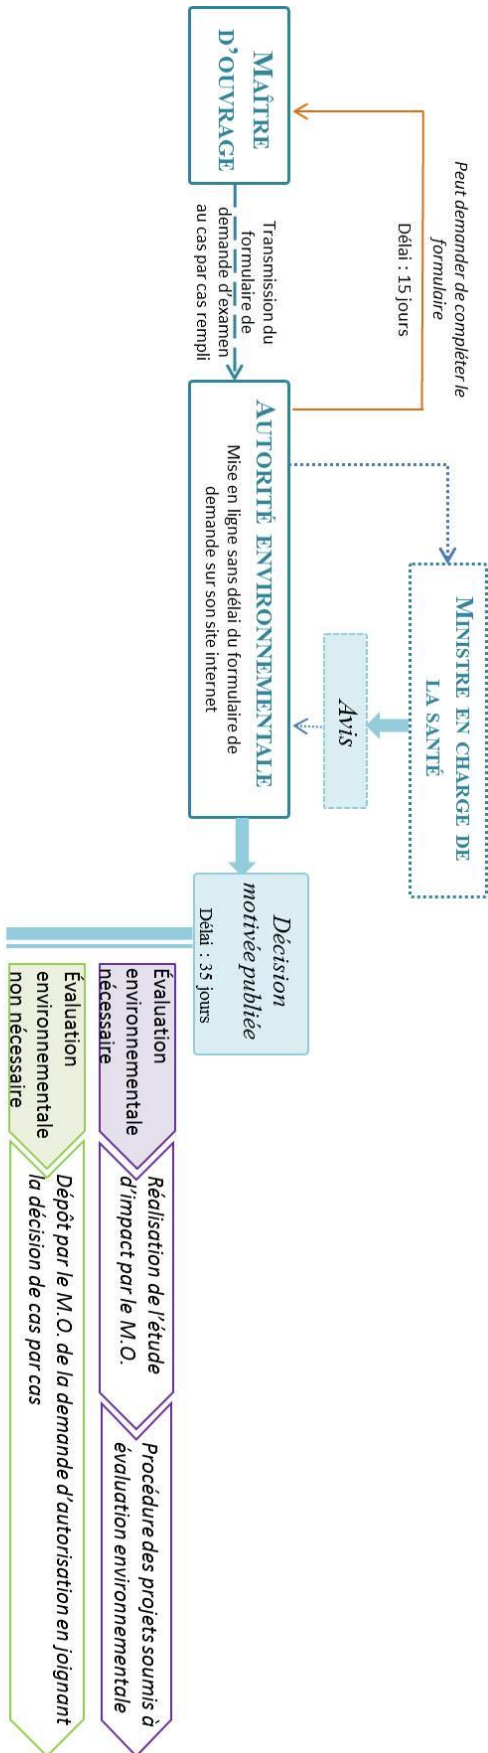 Peut demander de compléter le
formulaire
Délai : 15 jours
MAÎTRE
D’OUVRAGE
Transmission du
formulaire de
demande d’examen
au cas par cas rempli
AUTORITÉ ENVIRONNEMENTALE
Mise en ligne sans délai du formulaire de
demande sur son site internet
MINISTRE EN CHARGE DE
LA SANTÉ
Avis
Décision
motivée publiée
Délai : 35 jours
Évaluation
environnementale
nécessaire
Réalisation de l’étude
d’impact par le M.O.
Procédure des projets soumis à
évaluation environnementale
Évaluation
environnementale
non nécessaire
Dépôt par le M.O. de la demande d’autorisation en joignant
la décision de cas par cas